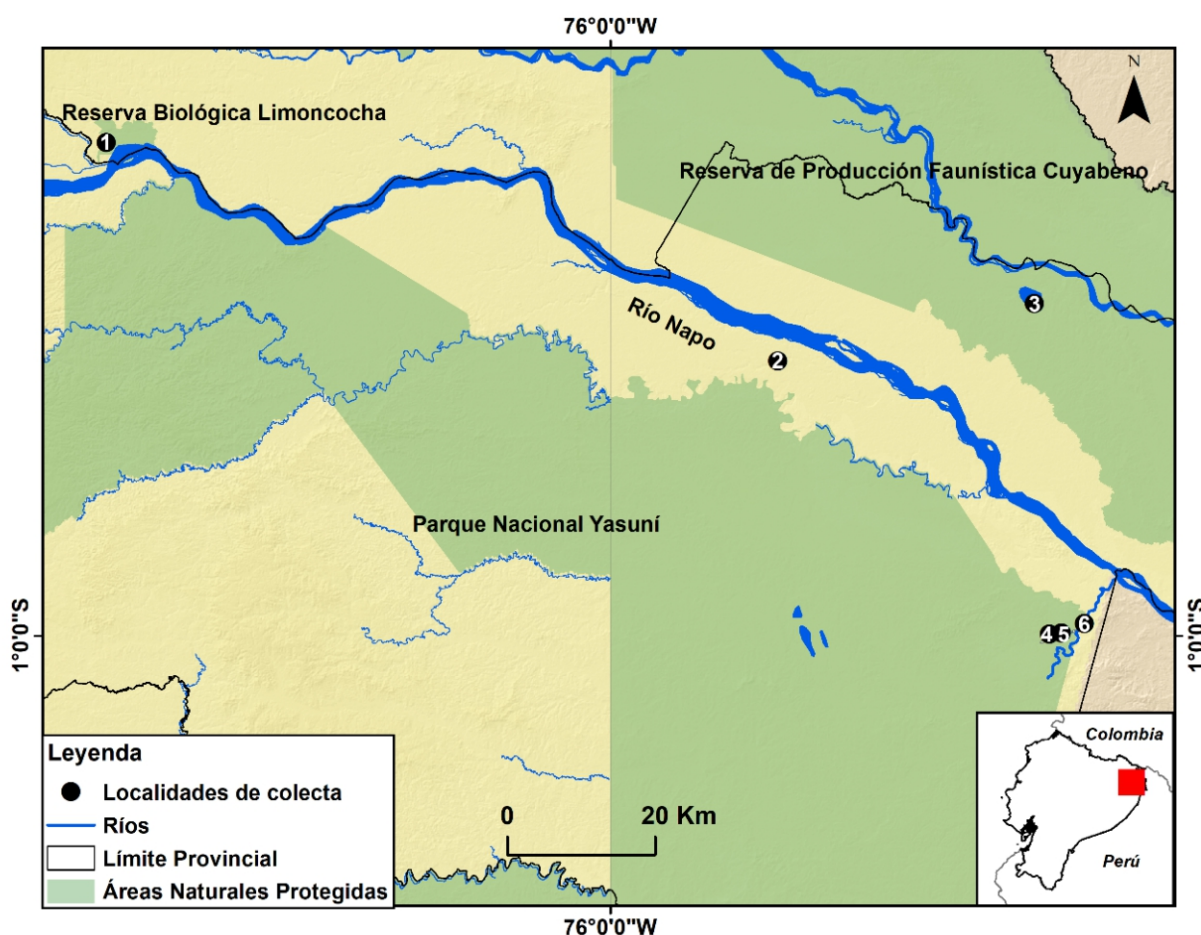 76°0'0"W
N
Reserva Biológica Limoncocha
1
Reserva de Producción Faunística Cuyabeno
3
Río Napo
2
Parque Nacional Yasuní
6
4 5
1°0'0"S
1°0'0"S
Leyenda
Localidades de colecta
Ríos
Límite Provincial
Áreas Naturales Protegidas
0 20 Km
Colombia
Perú
76°0'0"W